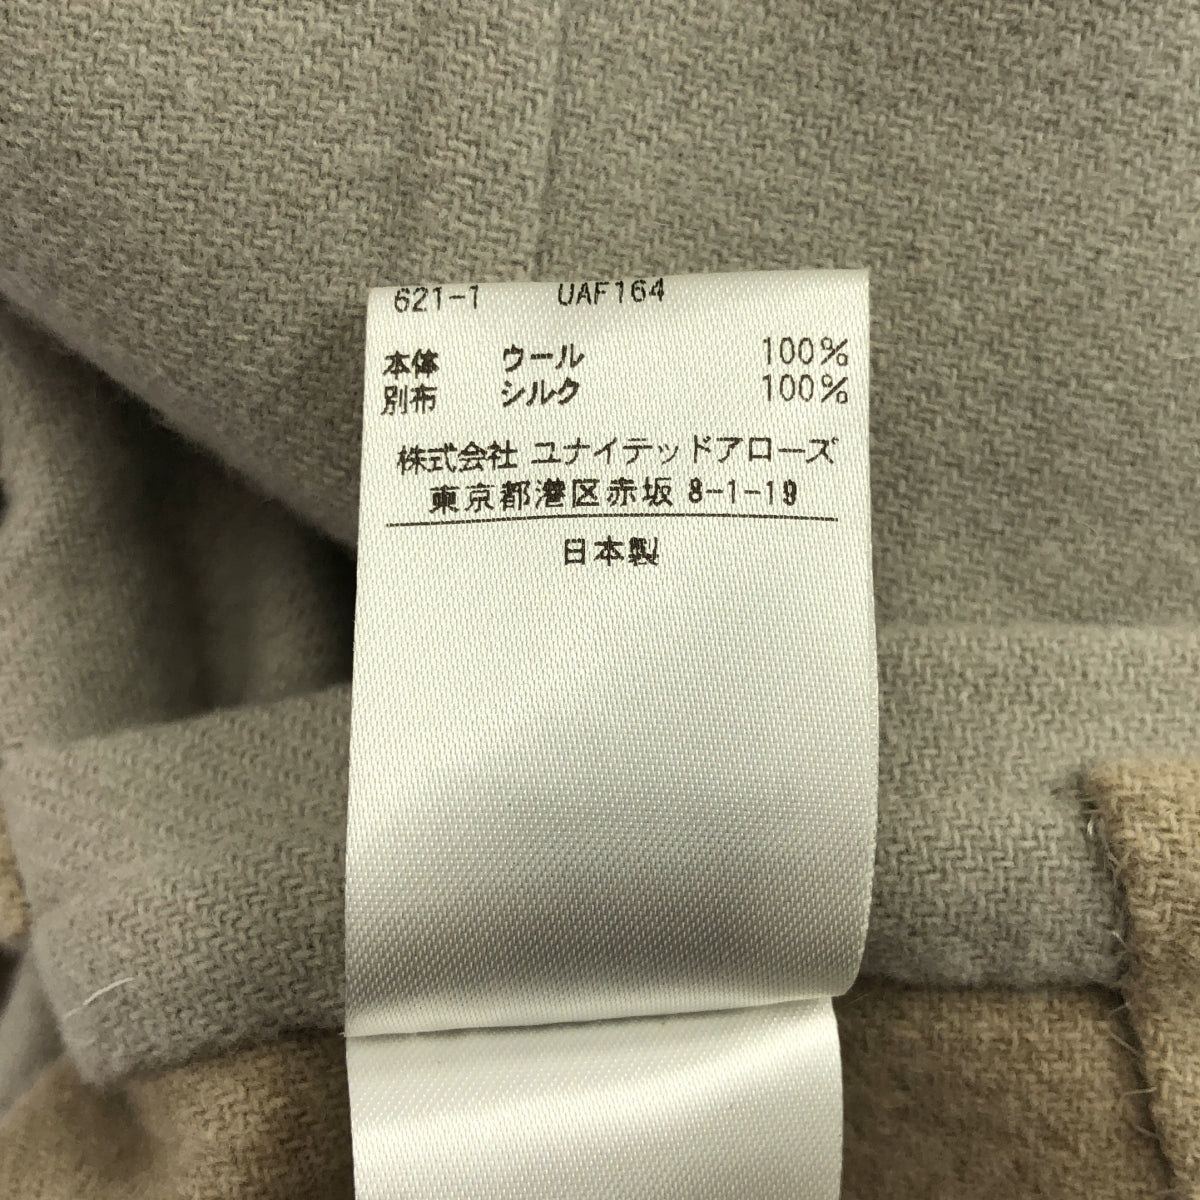 621-1 UAF164
本体 ウール 100%
別布 シルク 100%
株式会社 ユナイテッドアローズ
東京都港区赤坂 8-1-19
日本製